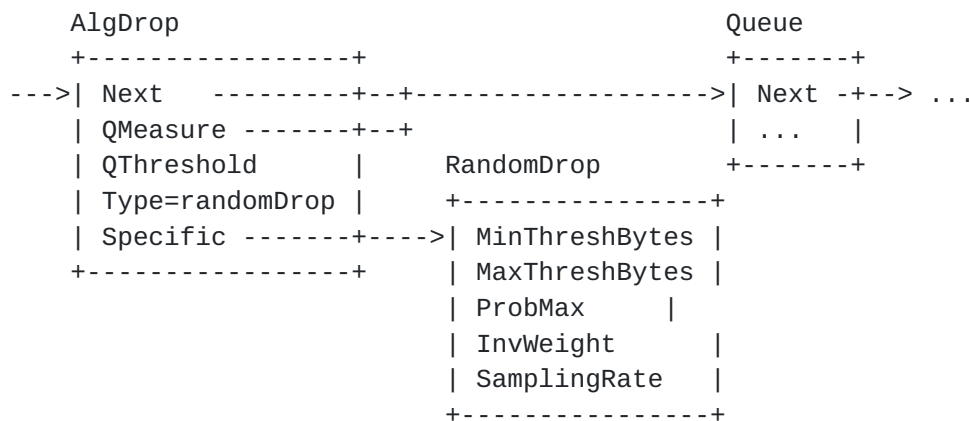 AlgDrop                                 Queue
    +-----------------+                     +-------+
--->| Next   ---------+--+------------------->| Next -+--> ...
    | QMeasure -------+--+                    | ...   |
    | QThreshold      |     RandomDrop        +-------+
    | Type=randomDrop |     +----------------+
    | Specific -------+---->| MinThreshBytes |
    +-----------------+     | MaxThreshBytes |
                            | ProbMax     |
                            | InvWeight      |
                            | SamplingRate   |
                            +----------------+